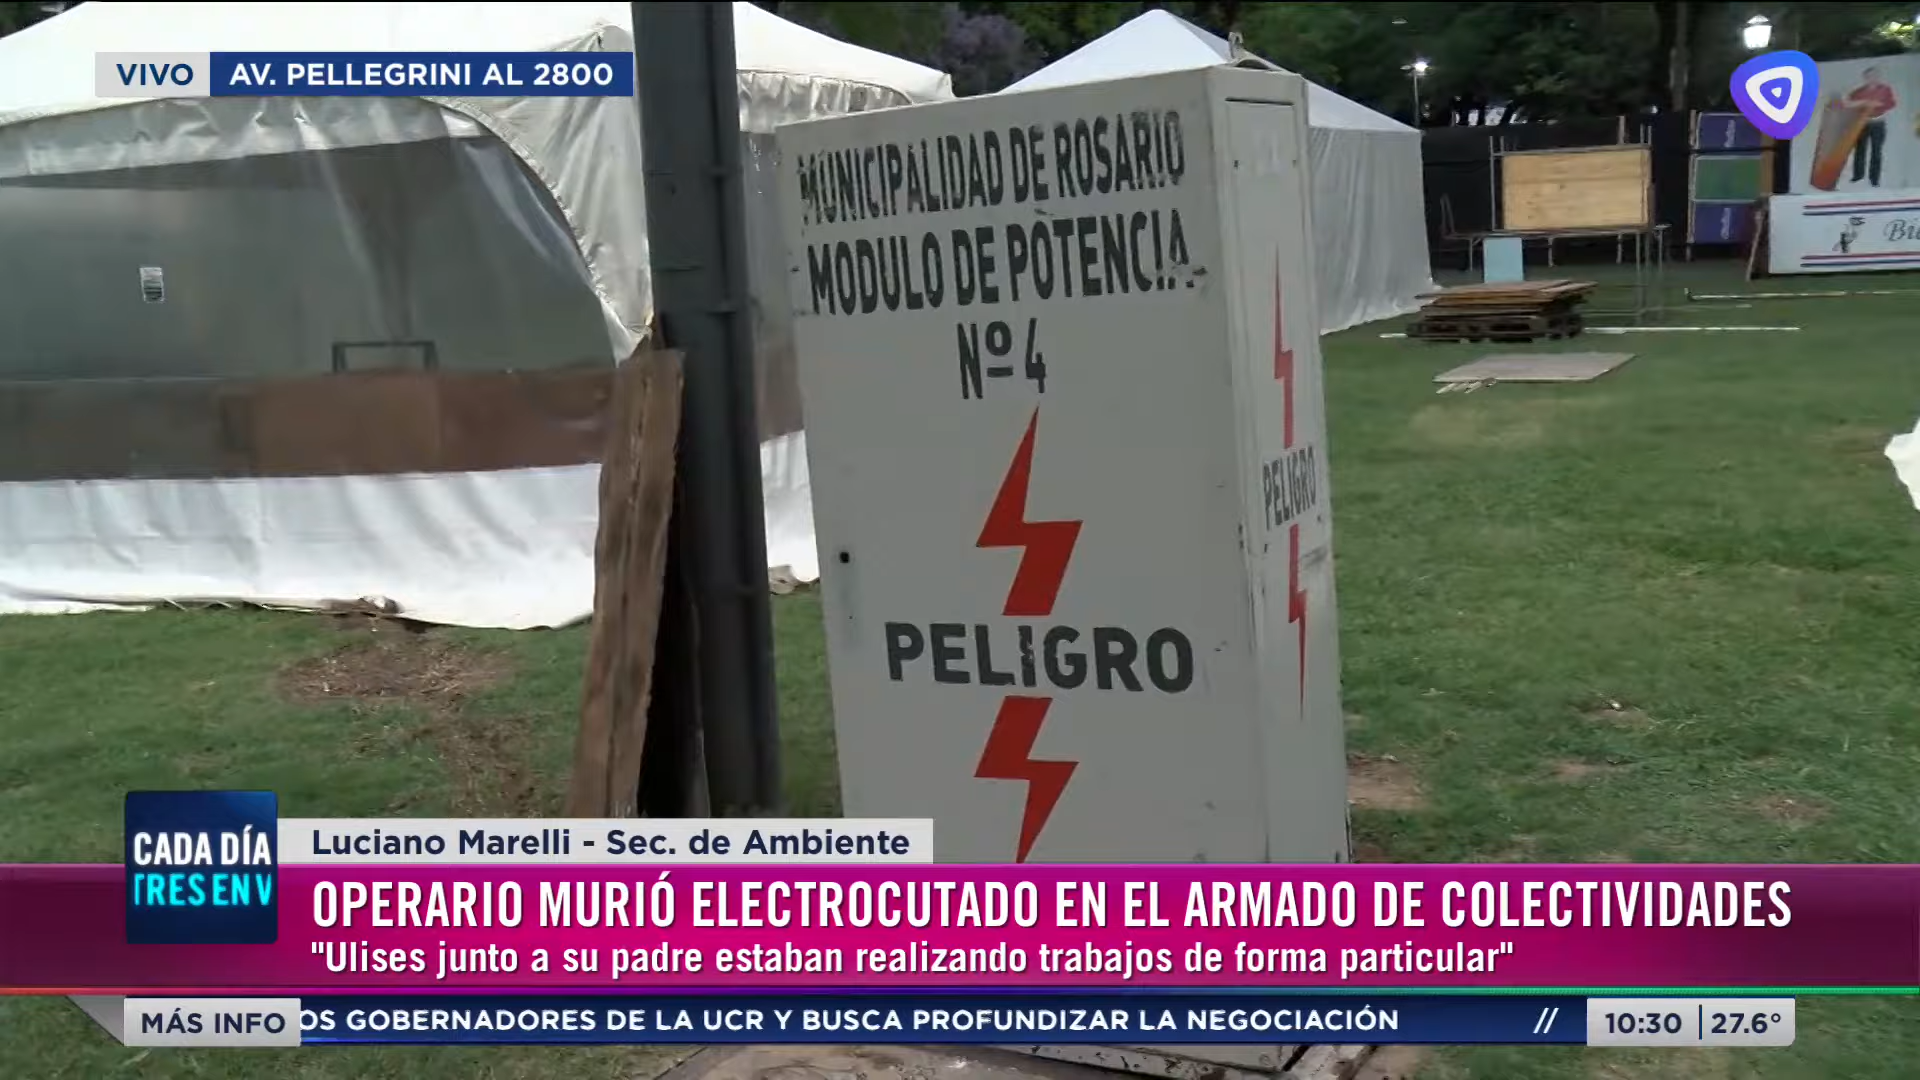 VIVO AV. PELLEGRINI AL 2800
MUNICIPALIDAD DE ROSARIO
MODULO DE POTENCIA
Nº 4
PELIGRO
PELIGRO
CADA DÍA
TRES EN V
Luciano Marelli - Sec. de Ambiente
OPERARIO MURIÓ ELECTROCUTADO EN EL ARMADO DE COLECTIVIDADES
"Ulises junto a su padre estaban realizando trabajos de forma particular"
MÁS INFO OS GOBERNADORES DE LA UCR Y BUSCA PROFUNDIZAR LA NEGOCIACIÓN // 10:30 27.6°